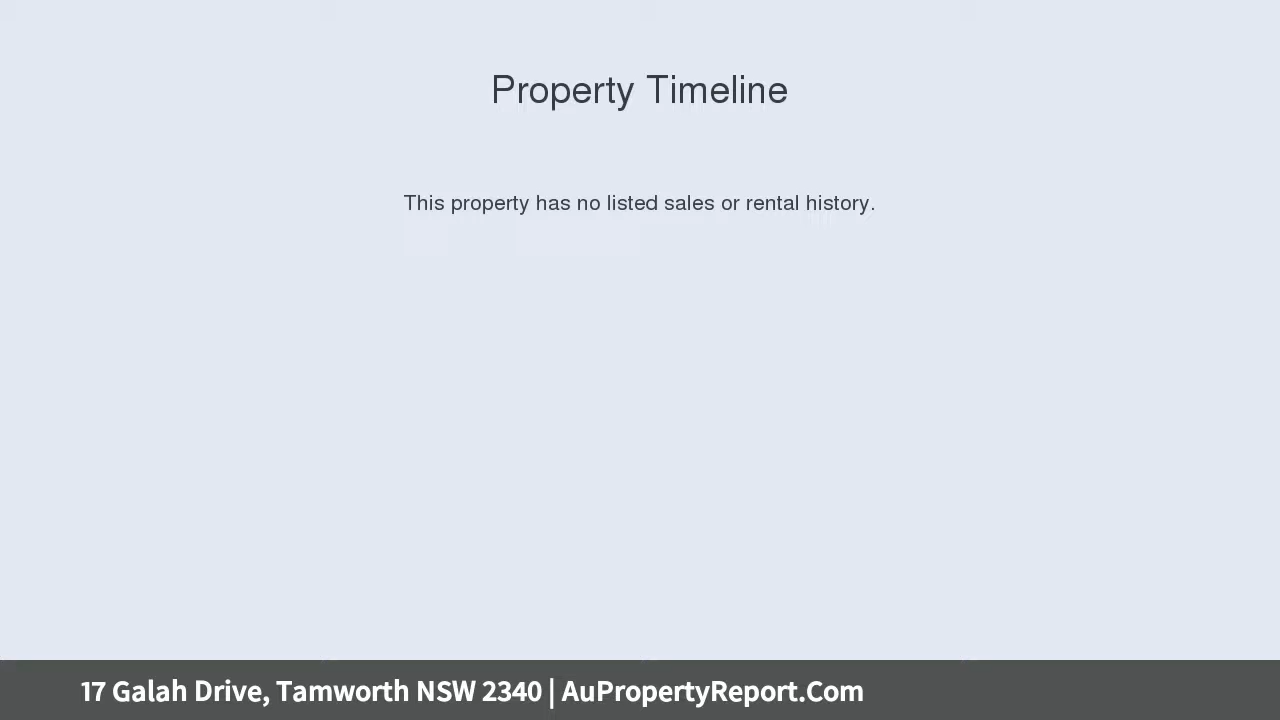 Property Timeline
This property has no listed sales or rental history.
17 Galah Drive, Tamworth NSW 2340 | AuPropertyReport.Com